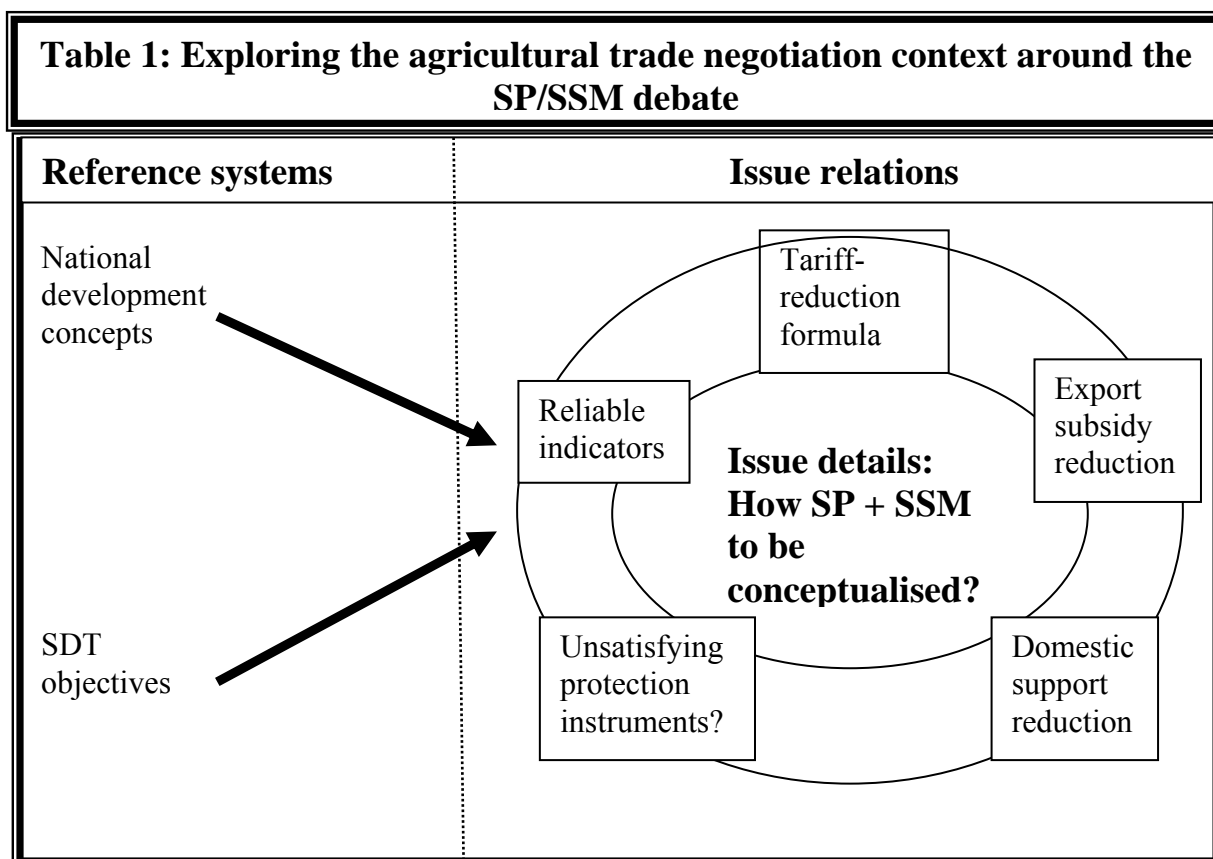 Table 1: Exploring the agricultural trade negotiation context around the
SP/SSM debate
Reference systems
Issue relations
National
development
concepts
SDT
objectives
Tariff-
reduction
formula
Export
subsidy
reduction
Reliable
indicators
Issue details:
How SP + SSM
to be
conceptualised?
Unsatisfying
protection
instruments?
Domestic
support
reduction